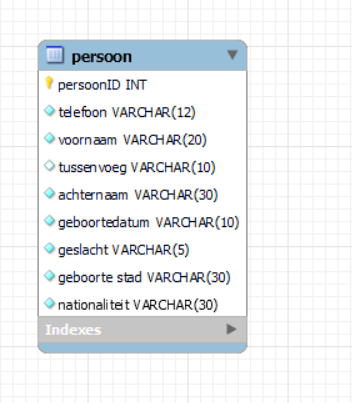 persoon
persoonID INT
telefoon VARCHAR(12)
voornaam VARCHAR(20)
tussenvoeg VARCHAR(10)
achternaam VARCHAR(30)
geboortedatum VARCHAR(10)
geslacht VARCHAR(5)
geboorte stad VARCHAR(30)
nationaliteit VARCHAR(30)
Indexes